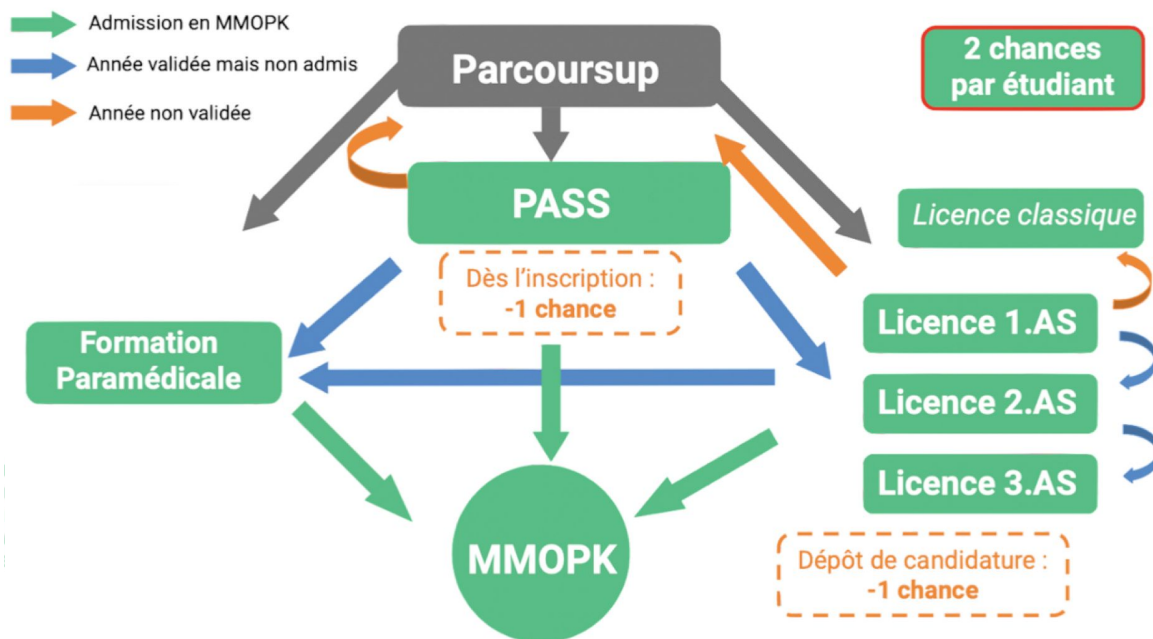 Admission en MMOPK
Année validée mais non admis
Année non validée
Parcoursup
2 chances
par étudiant
PASS
Licence classique
Dès l'inscription :
-1 chance
Formation
Paramédicale
Licence 1.AS
Licence 2.AS
Licence 3.AS
MMOPK
Dépôt de candidature :
-1 chance